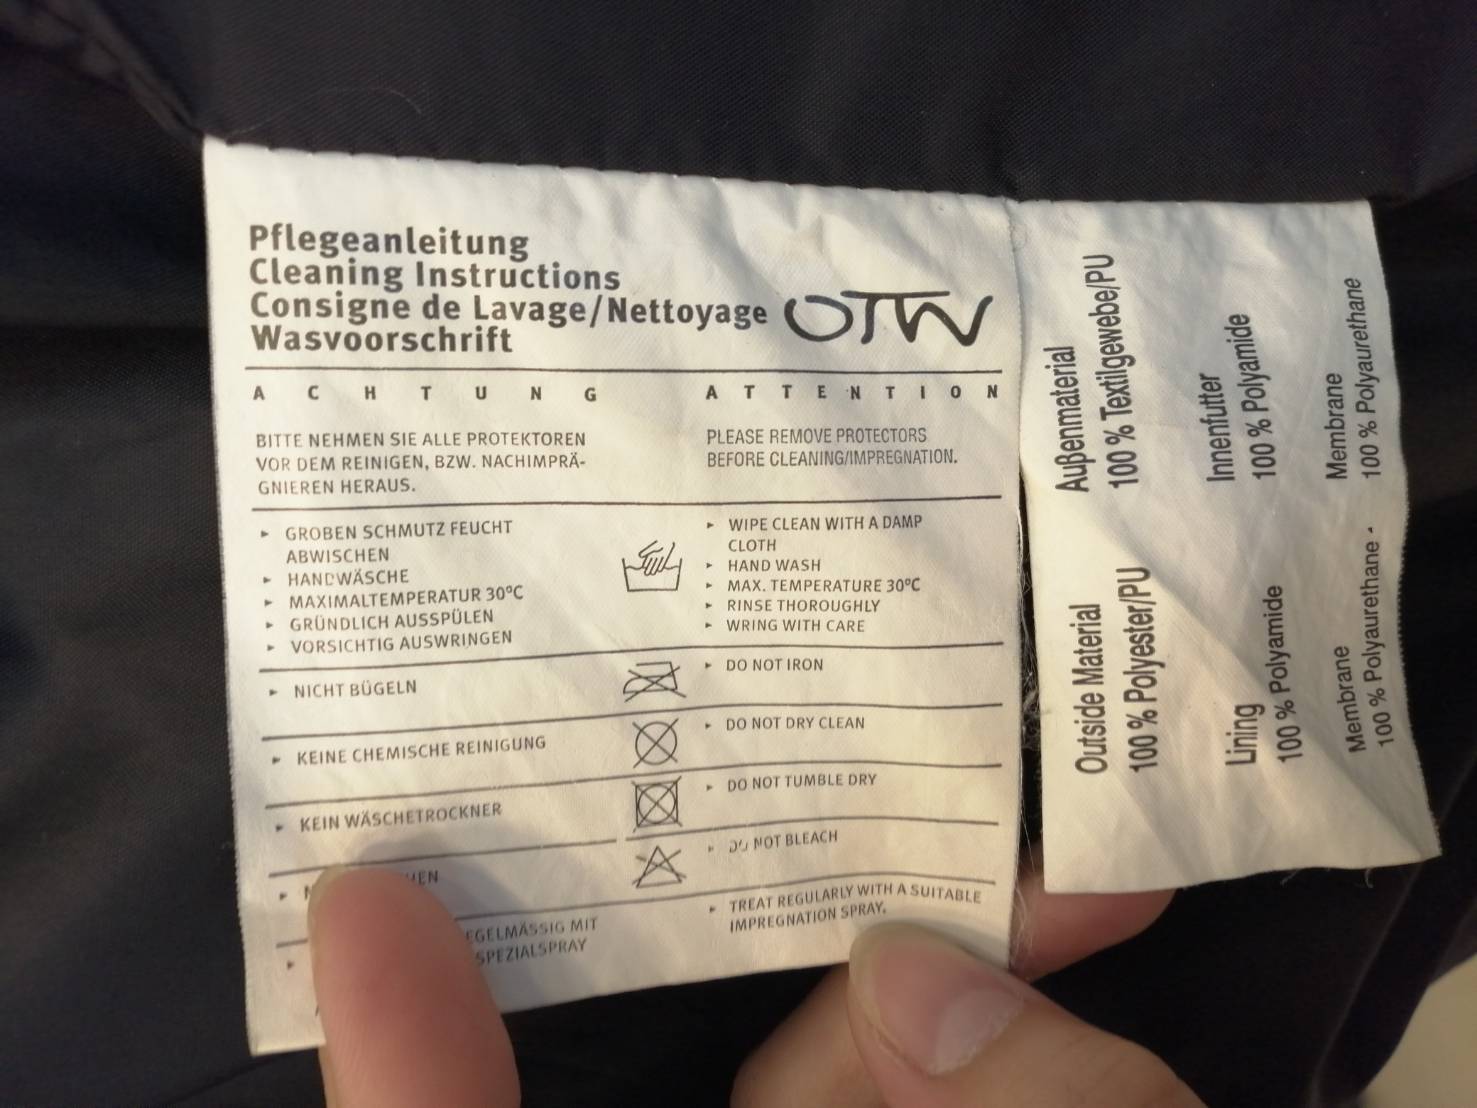 Pflegeanleitung
Cleaning Instructions
Consigne de Lavage/Nettoyage
Wasvoorschrift
OTW
ACHTUNG
BITTE NEHMEN SIE ALLE PROTEKTOREN
VOR DEM REINIGEN, BZW. NACHIMPRÄ-
GNIEREN HERAUS.
ATTENTION
PLEASE REMOVE PROTECTORS
BEFORE CLEANING/IMPREGNATION.
GROBEN SCHMUTZ FEUCHT
ABWISCHEN
HANDWÄSCHE
MAXIMALTEMPERATUR 30°C
GRÜNDLICH AUSSPÜLEN
VORSICHTIG AUSWRINGEN
WIPE CLEAN WITH A DAMP
CLOTH
HAND WASH
MAX. TEMPERATURE 30°C
RINSE THOROUGHLY
WRING WITH CARE
NICHT BÜGELN
DO NOT IRON
KEINE CHEMISCHE REINIGUNG
DO NOT DRY CLEAN
KEIN WÄSCHETROCKNER
DO NOT TUMBLE DRY
DO NOT BLEACH
MIT
SPEZIALSPRAY
TREAT REGULARLY WITH A SUITABLE
IMPREGNATION SPRAY.
Außenmaterial
100 % Textilgewebe/PU
Innenfutter
100 % Polyamide
Membrane
100 % Polyaurethane
Outside Material
100 % Polyester/PU
Lining
100 % Polyamide
Membrane
100 % Polyaurethane